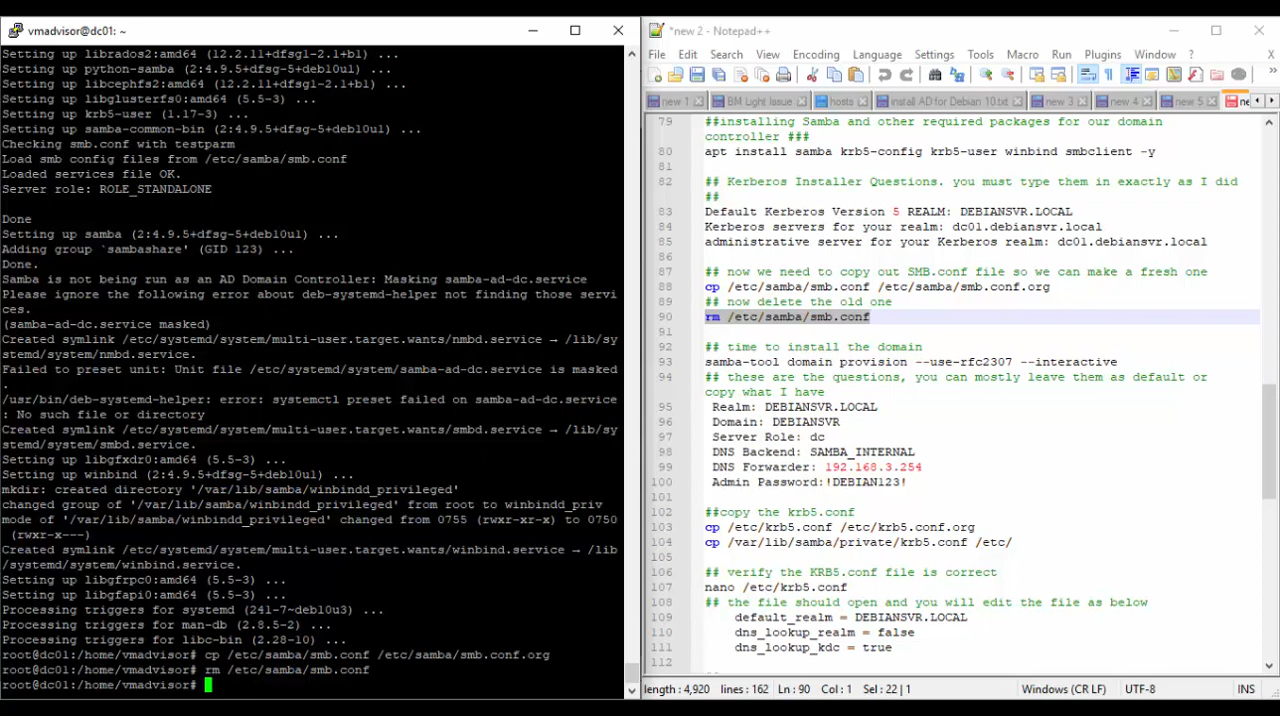 vmadvisor@dc01: ~
Setting up librados2:amd64 (12.2.11+dfsg1-2.1+b1) ...
Setting up python-samba (2:4.9.5+dfsg-5+deb10u1) ...
Setting up libcephfs2:amd64 (12.2.11+dfsg1-2.1+b1) ...
Setting up libglusterfs0:amd64 (5.5-3) ...
Setting up krb5-user (1.17-3) ...
Setting up samba-common-bin (2:4.9.5+dfsg-5+deb10u1) ...
Checking smb.conf with testparm
Load smb config files from /etc/samba/smb.conf
Loaded services file OK.
Server role: ROLE_STANDALONE
Done
Setting up samba (2:4.9.5+dfsg-5+deb10u1) ...
Adding group `sambashare' (GID 123) ...
Done.
Samba is not being run as an AD Domain Controller: Masking samba-ad-dc.service
Please ignore the following error about deb-systemd-helper not finding those servi
ces.
(samba-ad-dc.service masked)
Created symlink /etc/systemd/system/multi-user.target.wants/nmbd.service → /lib/sy
stemd/system/nmbd.service.
Failed to preset unit: Unit file /etc/systemd/system/samba-ad-dc.service is masked
.
/usr/bin/deb-systemd-helper: error: systemctl preset failed on samba-ad-dc.service
: No such file or directory
Created symlink /etc/systemd/system/multi-user.target.wants/smbd.service → /lib/sy
stemd/system/smbd.service.
Setting up libgfxdr0:amd64 (5.5-3) ...
Setting up winbind (2:4.9.5+dfsg-5+deb10u1) ...
mkdir: created directory '/var/lib/samba/winbindd_privileged'
changed group of '/var/lib/samba/winbindd_privileged' from root to winbindd_priv
mode of '/var/lib/samba/winbindd_privileged' changed from 0755 (rwxr-xr-x) to 0750
(rwxr-x---)
Created symlink /etc/systemd/system/multi-user.target.wants/winbind.service → /lib
/systemd/system/winbind.service.
Setting up libgfrpc0:amd64 (5.5-3) ...
Setting up libgfapi0:amd64 (5.5-3) ...
Processing triggers for systemd (241-7~deb10u3) ...
Processing triggers for man-db (2.8.5-2) ...
Processing triggers for libc-bin (2.28-10) ...
root@dc01:/home/vmadvisor# cp /etc/samba/smb.conf /etc/samba/smb.conf.org
root@dc01:/home/vmadvisor# rm /etc/samba/smb.conf
root@dc01:/home/vmadvisor#
*new 2 - Notepad++
File Edit Search View Encoding Language Settings Tools Macro Run Plugins Window ?
new 1 BM Light Issue hosts install AD for Debian 10.txt new 3 new 4 new 5 ne
79 ##installing Samba and other required packages for our domain
controller ###
80 apt install samba krb5-config krb5-user winbind smbclient -y
81
82 ## Kerberos Installer Questions. you must type them in exactly as I did
##
83 Default Kerberos Version 5 REALM: DEBIANSVR.LOCAL
84 Kerberos servers for your realm: dc01.debiansvr.local
85 administrative server for your Kerberos realm: dc01.debiansvr.local
86
87 ## now we need to copy out SMB.conf file so we can make a fresh one
88 cp /etc/samba/smb.conf /etc/samba/smb.conf.org
89 ## now delete the old one
90 rm /etc/samba/smb.conf
91
92 ## time to install the domain
93 samba-tool domain provision --use-rfc2307 --interactive
94 ## these are the questions, you can mostly leave them as default or
copy what I have
95 Realm: DEBIANSVR.LOCAL
96 Domain: DEBIANSVR
97 Server Role: dc
98 DNS Backend: SAMBA_INTERNAL
99 DNS Forwarder: 192.168.3.254
100 Admin Password:!DEBIAN123!
101
102 ##copy the krb5.conf
103 cp /etc/krb5.conf /etc/krb5.conf.org
104 cp /var/lib/samba/private/krb5.conf /etc/
105
106 ## verify the KRB5.conf file is correct
107 nano /etc/krb5.conf
108 ## the file should open and you will edit the file as below
109 default_realm = DEBIANSVR.LOCAL
110 dns_lookup_realm = false
111 dns_lookup_kdc = true
112
length : 4,920 lines : 162 Ln : 90 Col : 1 Sel : 22 | 1 Windows (CR LF) UTF-8 INS